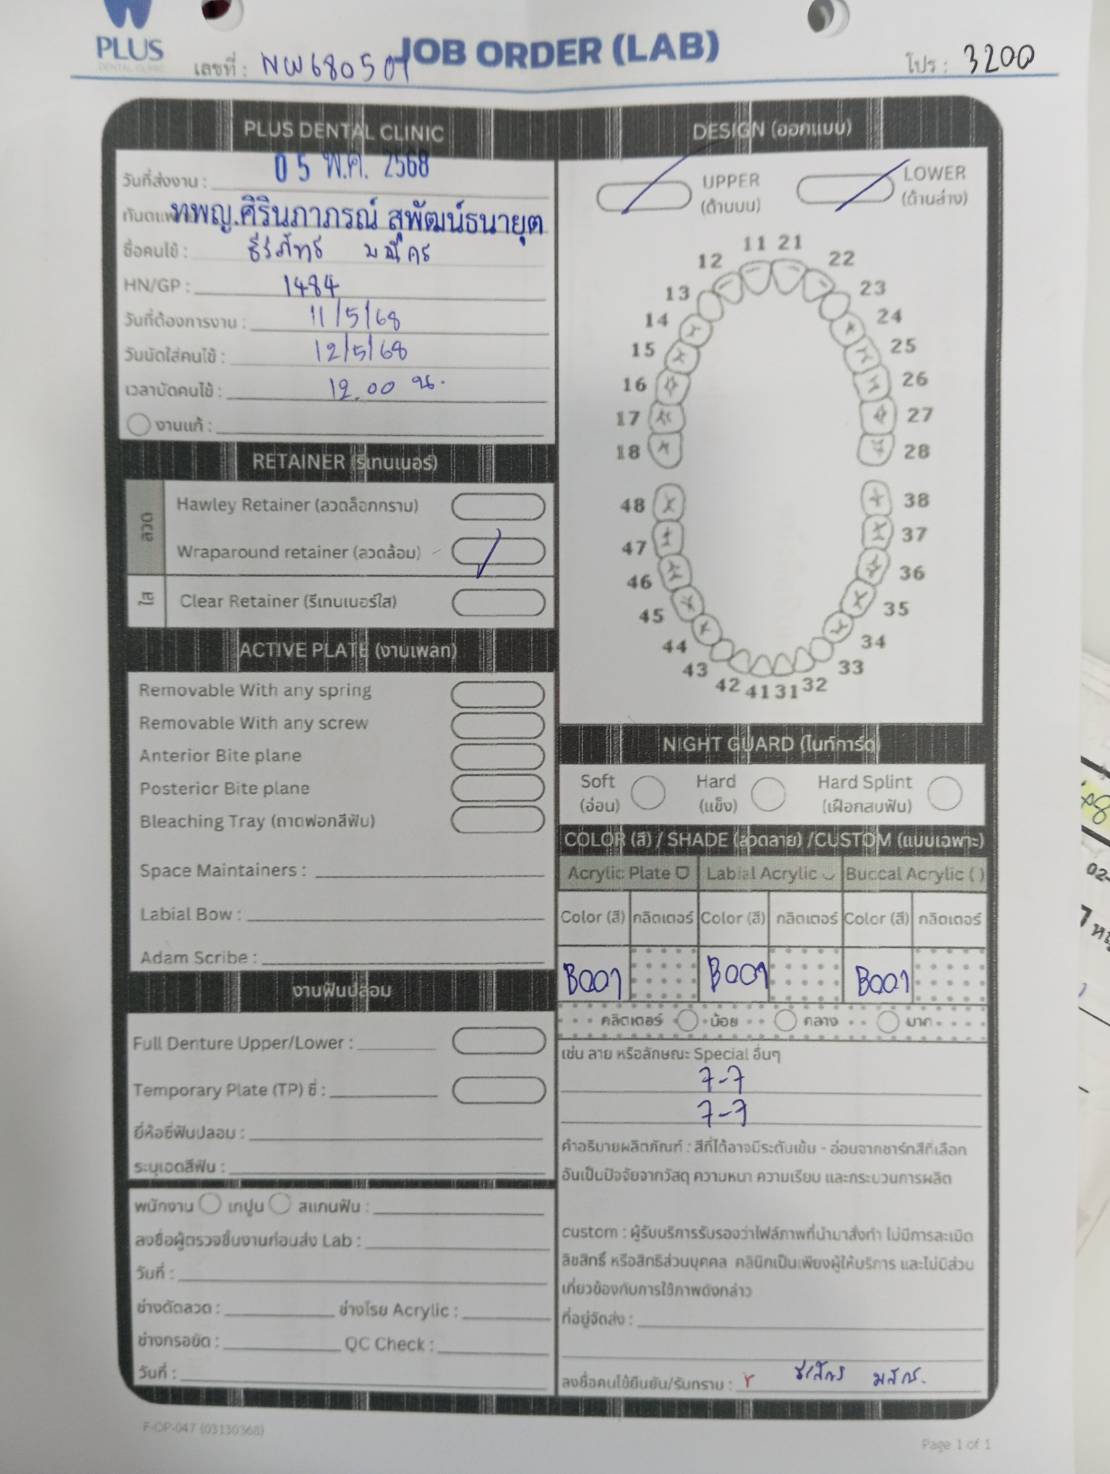 PLUS
DENTAL CLINIC
เลขที่ : NW680507
JOB ORDER (LAB)
โปร : 3200
PLUS DENTAL CLINIC
วันที่ส่งงาน : 05 พ.ค. 2568
ทันตแพทย์ ทพญ.ศิรินภาภรณ์ สุพัฒน์ธนายุต
ชื่อคนไข้ : ธีรภัทร์
HN/GP : 1484
วันที่ต้องการงาน : 11/5/68
วันนัดใส่คนไข้ : 12/5/68
เวลานัดคนไข้ : 12.00 น.
งานแก้ :
RETAINER (รีเทนเนอร์)
ลวด
Hawley Retainer (ลวดล็อกกราม)
Wraparound retainer (ลวดล้อม)
ใส
Clear Retainer (รีเทนเนอร์ใส)
ACTIVE PLATE (งานเพลท)
Removable With any spring
Removable With any screw
Anterior Bite plane
Posterior Bite plane
Bleaching Tray (ถาดฟอกสีฟัน)
Space Maintainers :
Labial Bow :
Adam Scribe :
งานฟันปลอม
Full Denture Upper/Lower :
Temporary Plate (TP) ซี่ :
ยี่ห้อซี่ฟันปลอม :
ระบุเฉดสีฟัน :
พนักงาน เทปูน สแกนฟัน :
ลงชื่อผู้ตรวจชิ้นงานก่อนส่ง Lab :
วันที่ :
ช่างดัดลวด : ช่างโรย Acrylic :
ช่างกรอขัด : QC Check :
วันที่ :
DESIGN (ออกแบบ)
UPPER (ด้านบน)
LOWER (ด้านล่าง)
11 21
12 22
13 23
14 24
15 25
16 26
17 27
18 28
48 38
47 37
46 36
45 35
44 34
43 33
42 41 31 32
NIGHT GUARD (ไนท์การ์ด)
Soft (อ่อน)
Hard (แข็ง)
Hard Splint (เฝือกสบฟัน)
COLOR (สี) / SHADE (ลวดลาย) /CUSTOM (แบบเฉพาะ)
Acrylic Plate Labial Acrylic Buccal Acrylic ( )
Color (สี) กลิตเตอร์ Color (สี) กลิตเตอร์ Color (สี) กลิตเตอร์
B001 B001 B001
กลิตเตอร์ น้อย กลาง มาก
เช่น ลาย หรือลักษณะ Special อื่นๆ
7-7
7-7
คำอธิบายผลิตภัณฑ์ : สีที่ได้อาจมีระดับเข้ม - อ่อนจากชาร์ทสีที่เลือก
อันเป็นปัจจัยจากวัสดุ ความหนา ความเรียบ และกระบวนการผลิต
custom : ผู้รับบริการรับรองว่าไฟล์ภาพที่นำมาสั่งทำ ไม่มีการละเมิด
ลิขสิทธิ์ หรือสิทธิส่วนบุคคล คลินิกเป็นเพียงผู้ให้บริการ และไม่มีส่วน
เกี่ยวข้องกับการใช้ภาพดังกล่าว
ที่อยู่จัดส่ง :
ลงชื่อคนไข้ยืนยัน/รับทราบ :
F-OP-047 (03130368)
Page 1 of 1
02-